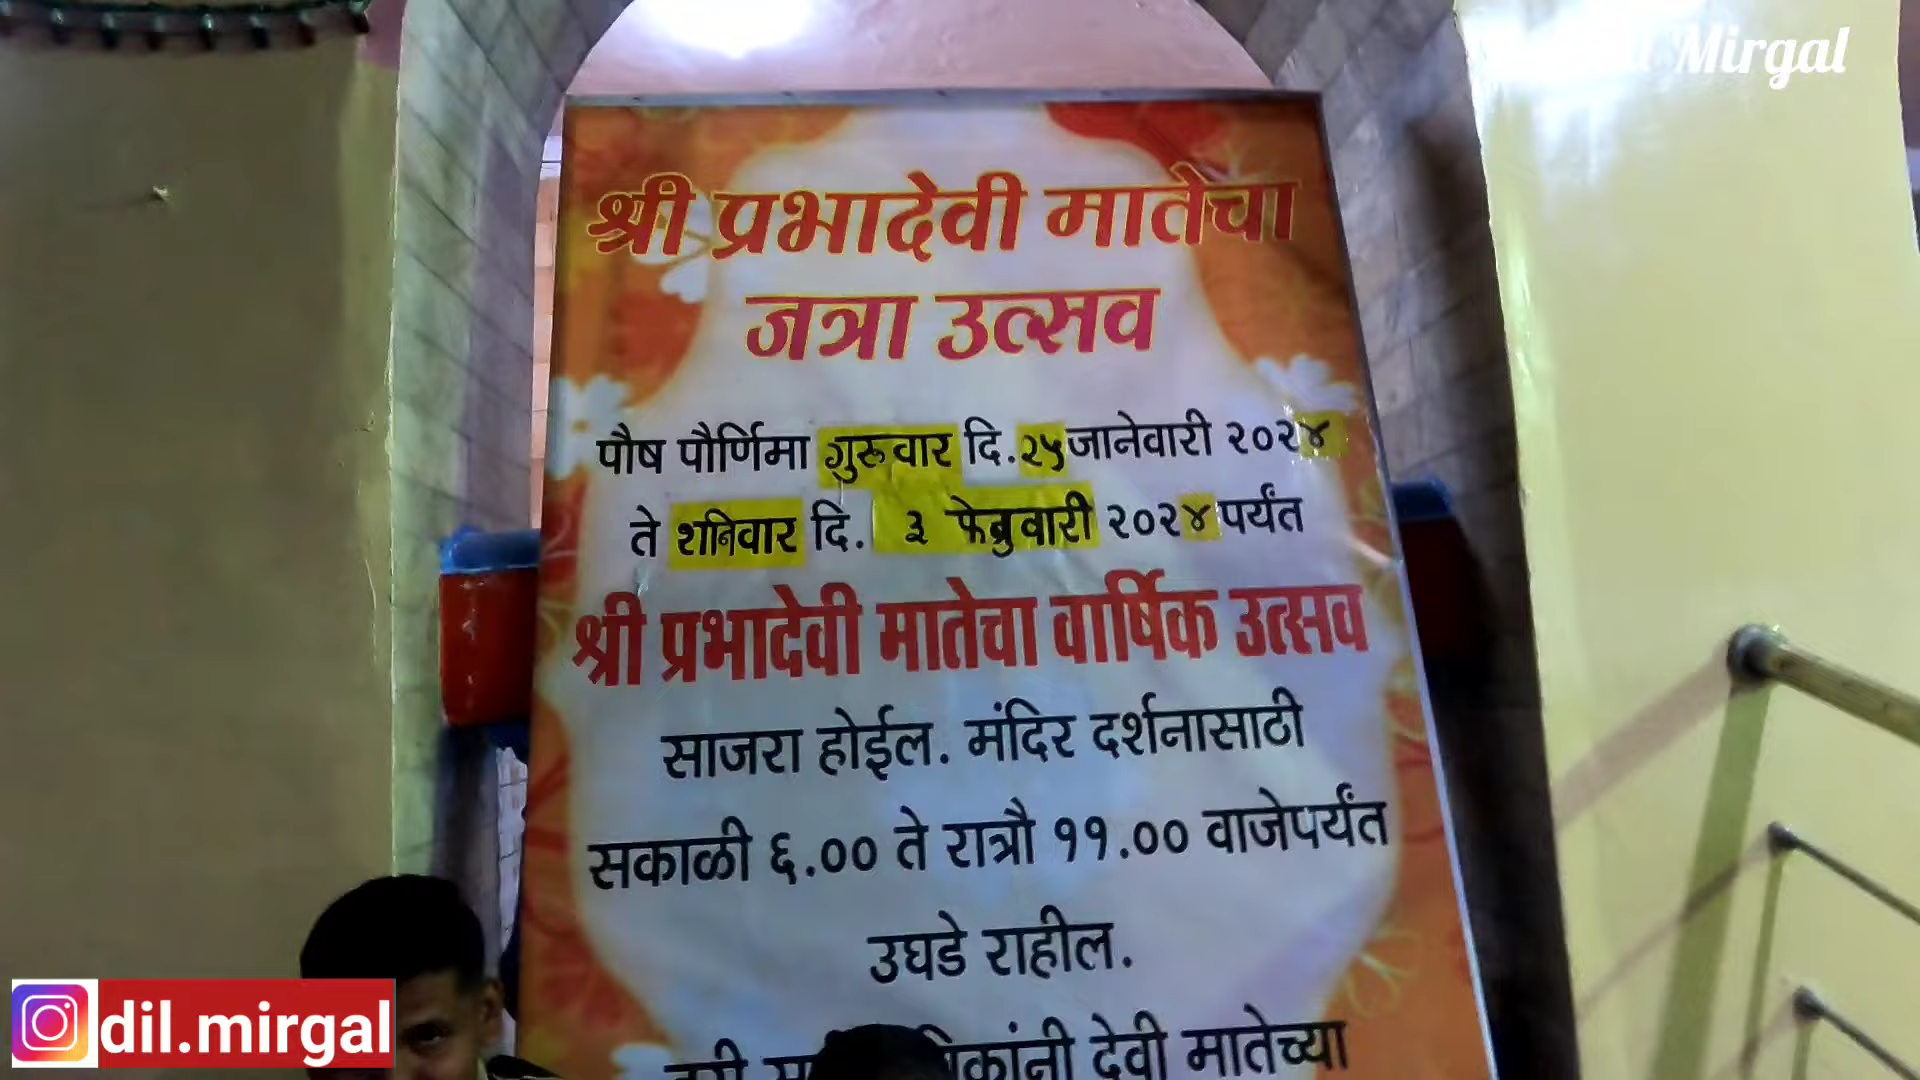 Mirgal
श्री प्रभादेवी मातेचा
जत्रा उत्सव
पौष पौर्णिमा गुरूवार दि.२५ जानेवारी २०२४
ते शनिवार दि. ३ फेब्रुवारी २०२४ पर्यंत
श्री प्रभादेवी मातेचा वार्षिक उत्सव
साजरा होईल. मंदिर दर्शनासाठी
सकाळी ६.०० ते रात्रौ ११.०० वाजेपर्यंत
उघडे राहील.
देवी मातेच्या
dil.mirgal